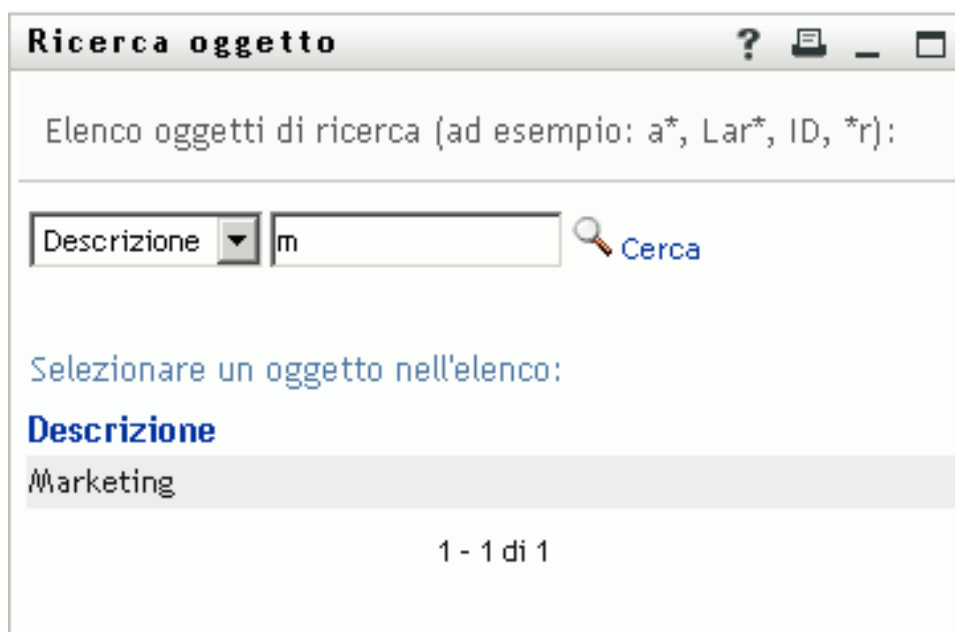 Ricerca oggetto ?
Elenco oggetti di ricerca (ad esempio: a*, Lar*, ID, *r):
Descrizione m Cerca
Selezionare un oggetto nell'elenco:
Descrizione
Marketing
1 - 1 di 1